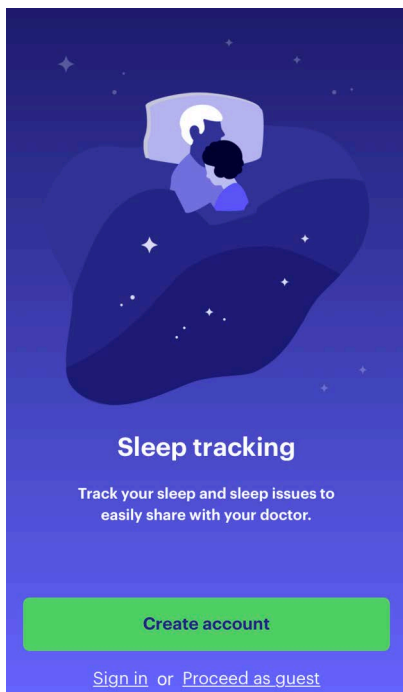 Sleep tracking
Track your sleep and sleep issues to
easily share with your doctor.
Create account
Sign in or Proceed as guest